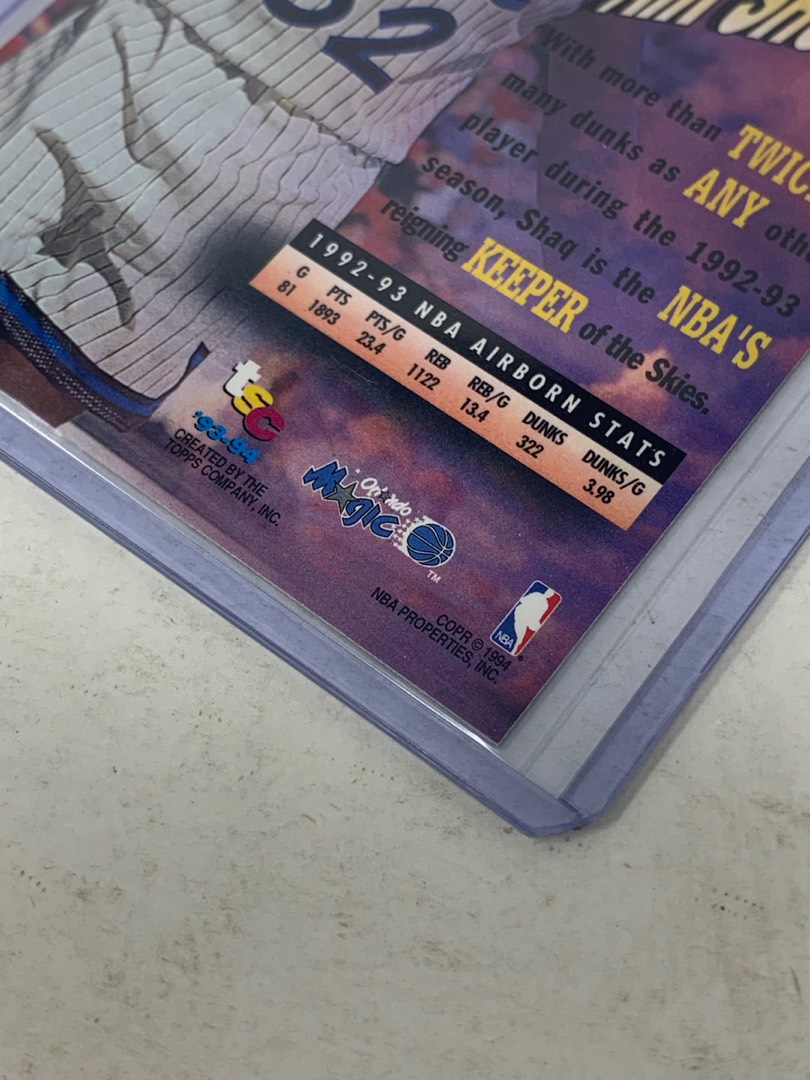 32
With more than TWIC
many dunks as ANY othe
player during the 1992-93
season, Shaq is the NBA'S
reigning KEEPER of the Skies.
1992-93 NBA AIRBORN STATS
G PTS PTS/G REB REB/G DUNKS DUNKS/G
81 1893 23.4 1122 13.4 322 3.98
tsc
'93-94
CREATED BY THE
TOPPS COMPANY, INC.
Orlando
Magic
TM
COPR © 1994
NBA PROPERTIES, INC.
NBA